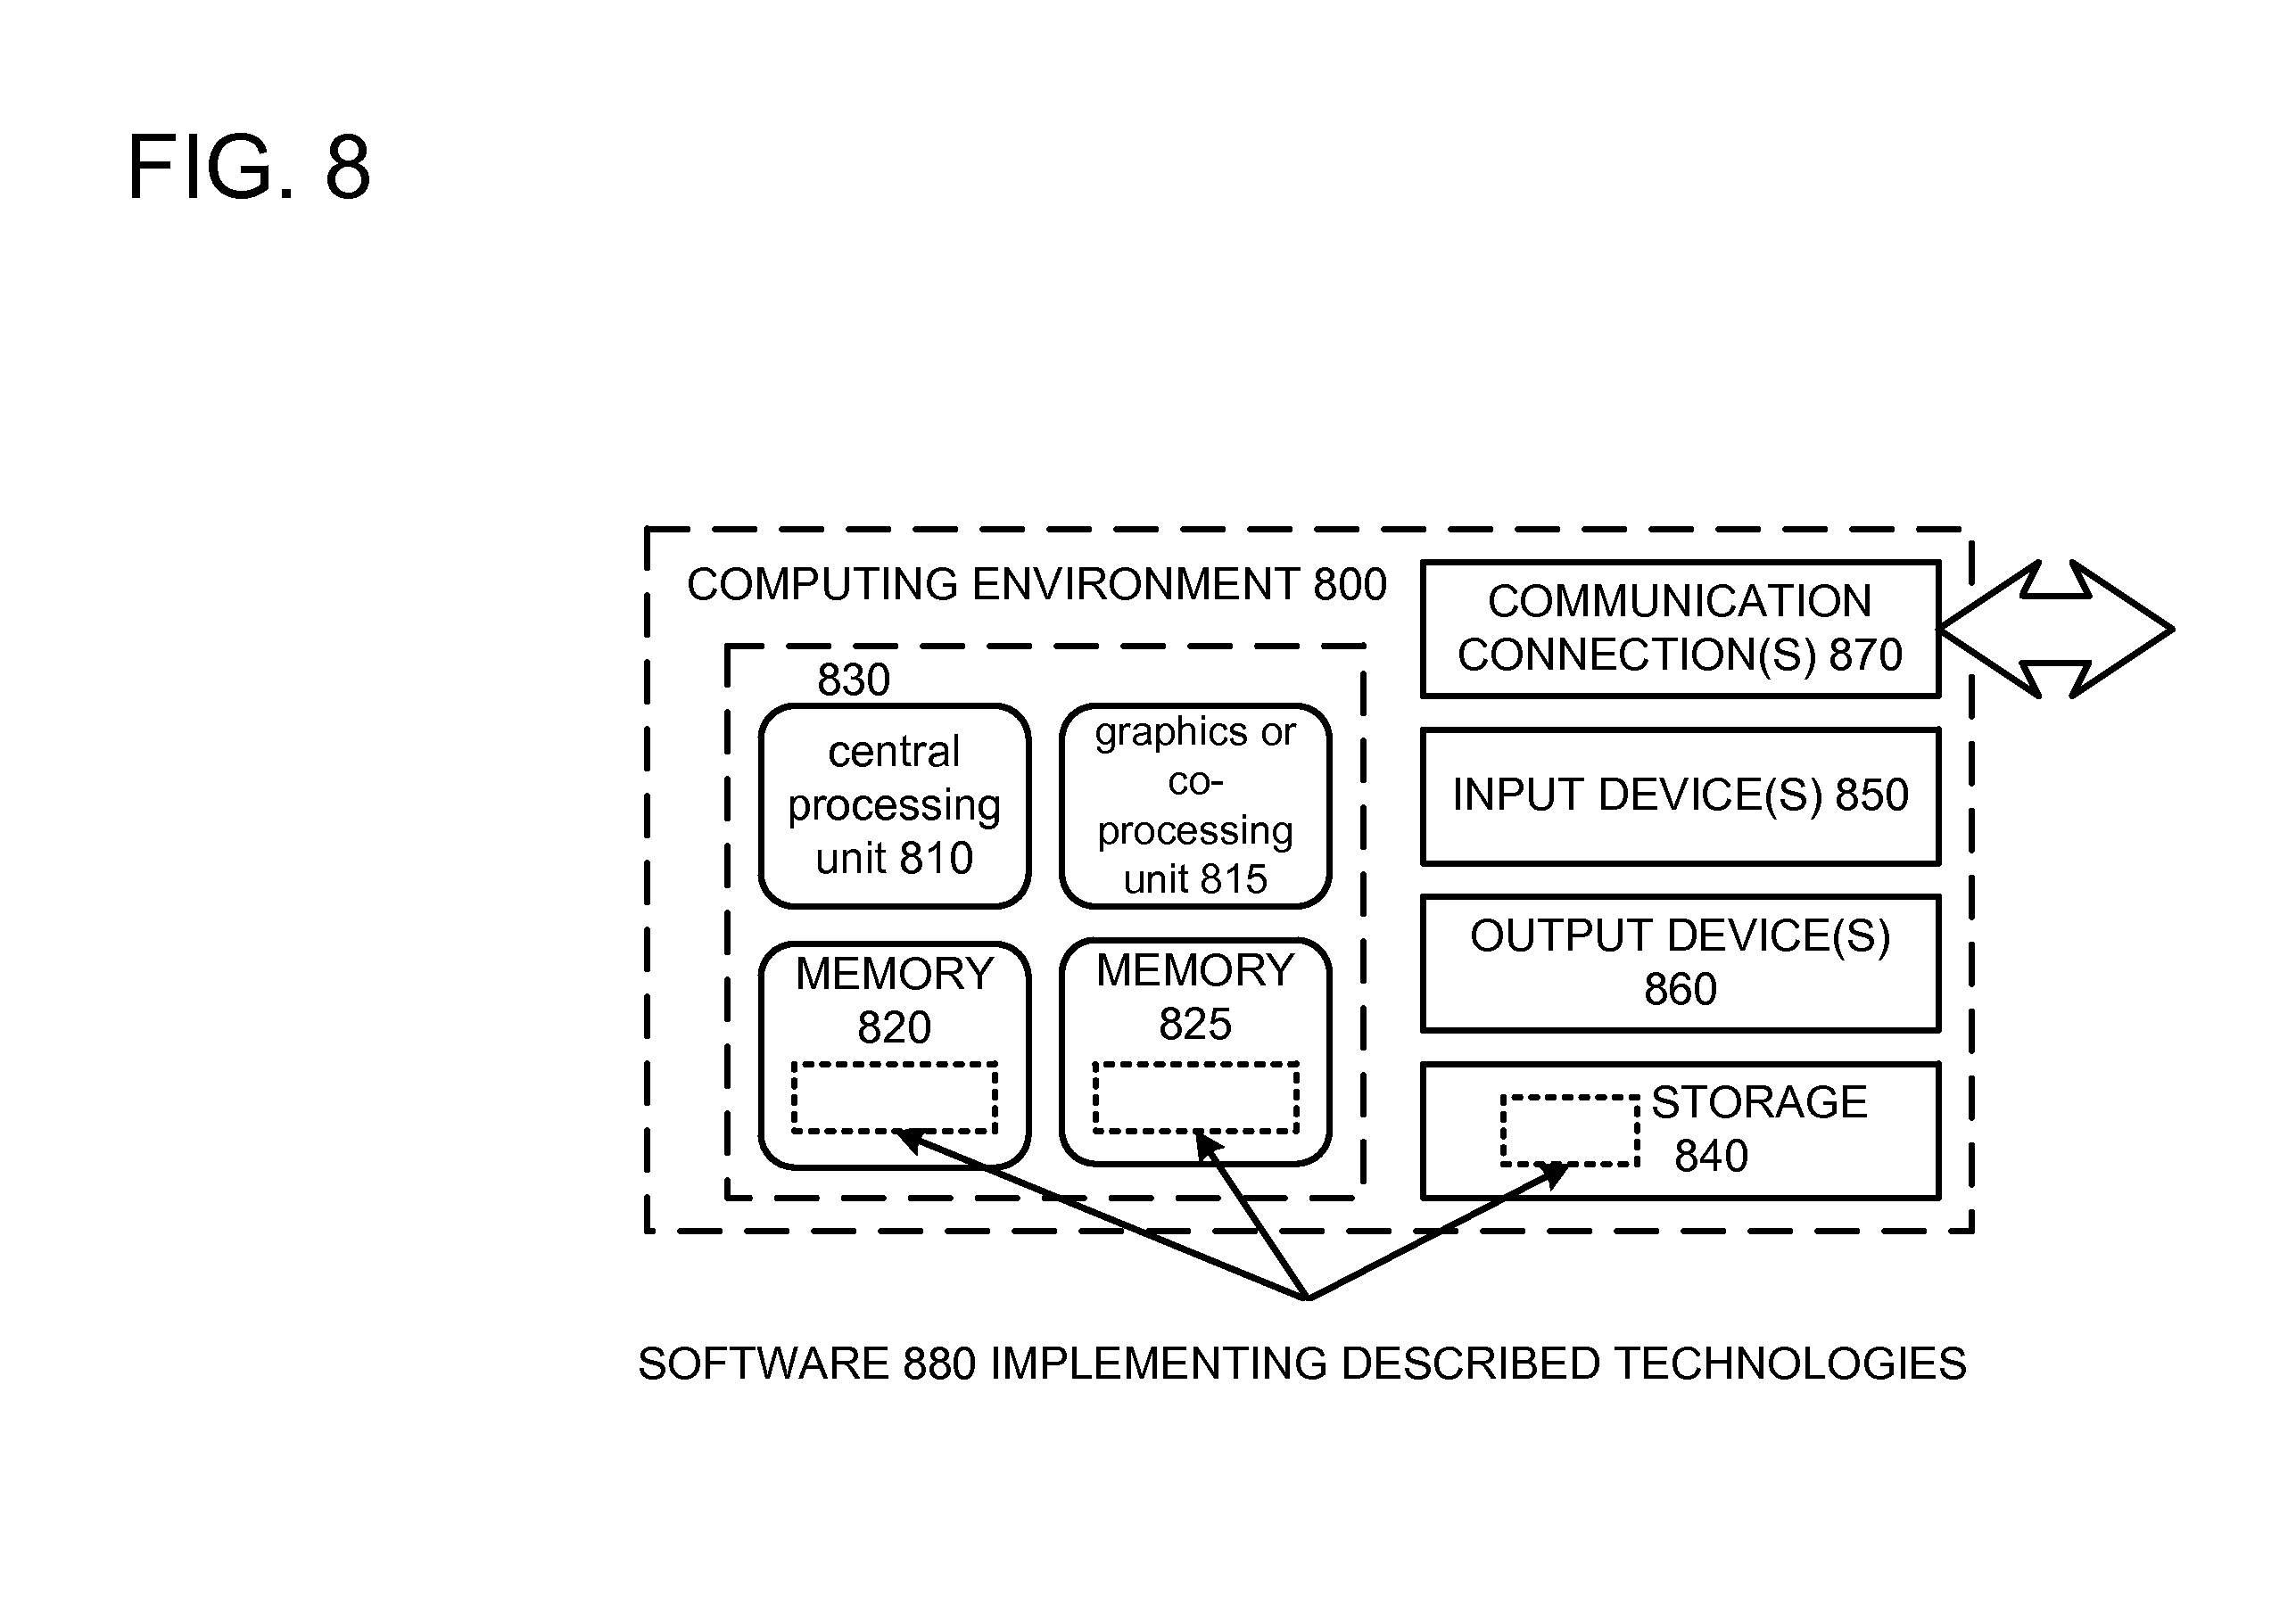 FIG. 8
COMPUTING ENVIRONMENT 800
830
central
processing
unit 810
graphics or
co-
processing
unit 815
MEMORY
820
MEMORY
825
COMMUNICATION
CONNECTION(S) 870
INPUT DEVICE(S) 850
OUTPUT DEVICE(S)
860
STORAGE
840
SOFTWARE 880 IMPLEMENTING DESCRIBED TECHNOLOGIES